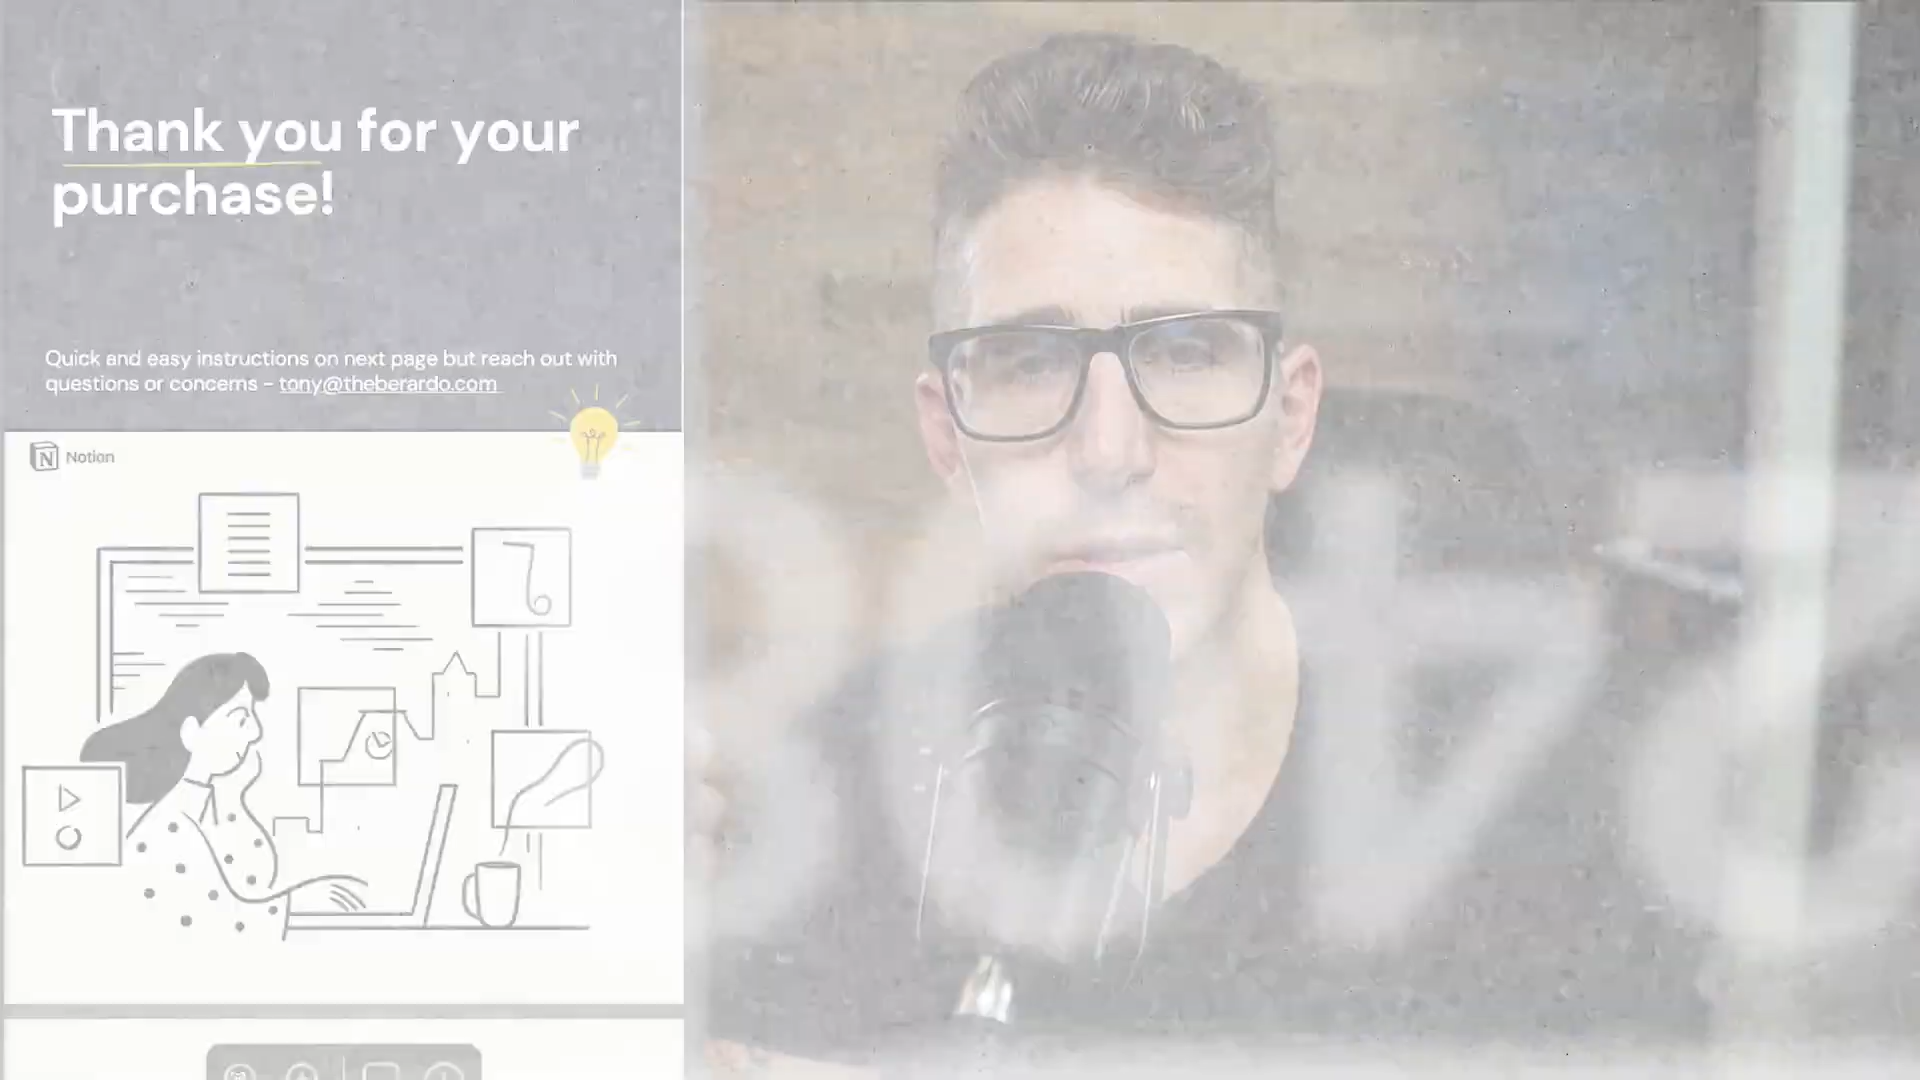 Thank you for your
purchase!
Quick and easy instructions on next page but reach out with
questions or concerns - tony@theberardo.com
Notion